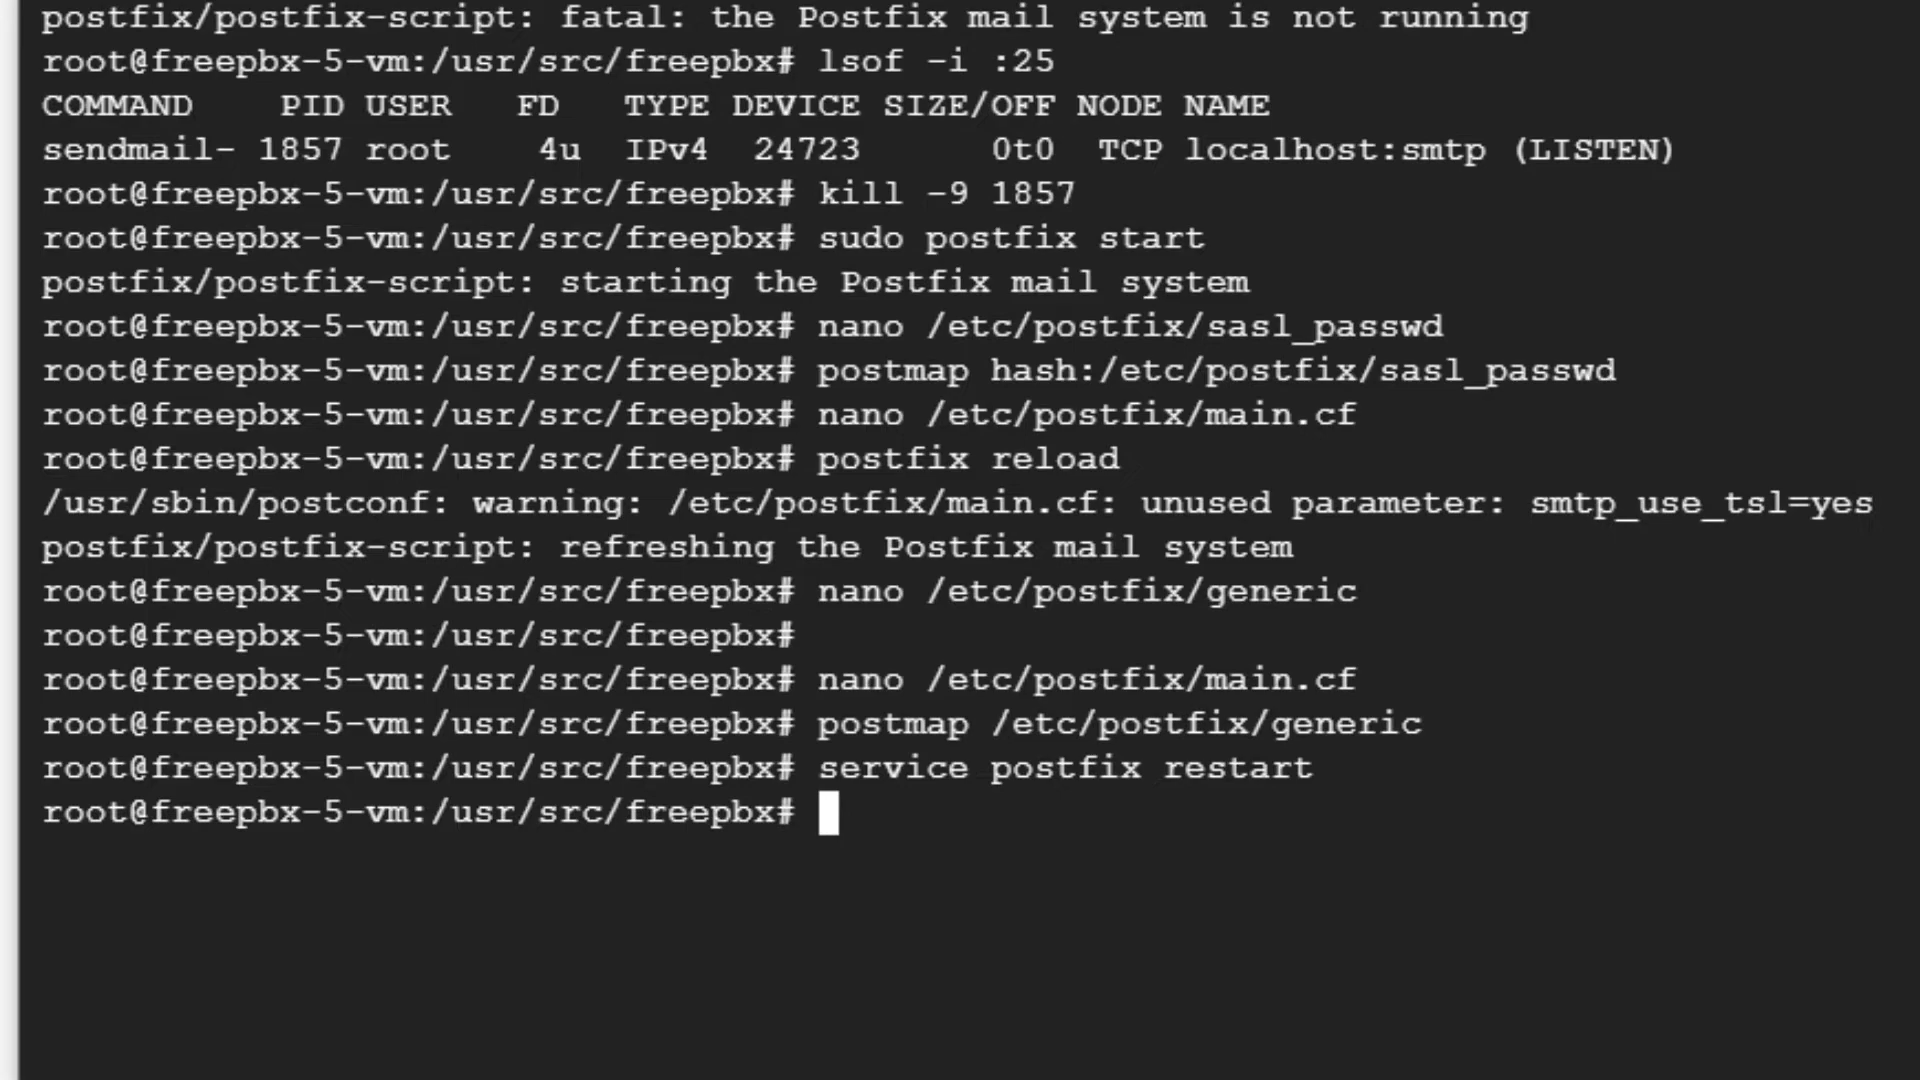 postfix/postfix-script: fatal: the Postfix mail system is not running
root@freepbx-5-vm:/usr/src/freepbx# lsof -i :25
COMMAND    PID USER   FD   TYPE DEVICE SIZE/OFF NODE NAME
sendmail- 1857 root    4u  IPv4  24723      0t0  TCP localhost:smtp (LISTEN)
root@freepbx-5-vm:/usr/src/freepbx# kill -9 1857
root@freepbx-5-vm:/usr/src/freepbx# sudo postfix start
postfix/postfix-script: starting the Postfix mail system
root@freepbx-5-vm:/usr/src/freepbx# nano /etc/postfix/sasl_passwd
root@freepbx-5-vm:/usr/src/freepbx# postmap hash:/etc/postfix/sasl_passwd
root@freepbx-5-vm:/usr/src/freepbx# nano /etc/postfix/main.cf
root@freepbx-5-vm:/usr/src/freepbx# postfix reload
/usr/sbin/postconf: warning: /etc/postfix/main.cf: unused parameter: smtp_use_tsl=yes
postfix/postfix-script: refreshing the Postfix mail system
root@freepbx-5-vm:/usr/src/freepbx# nano /etc/postfix/generic
root@freepbx-5-vm:/usr/src/freepbx#
root@freepbx-5-vm:/usr/src/freepbx# nano /etc/postfix/main.cf
root@freepbx-5-vm:/usr/src/freepbx# postmap /etc/postfix/generic
root@freepbx-5-vm:/usr/src/freepbx# service postfix restart
root@freepbx-5-vm:/usr/src/freepbx#